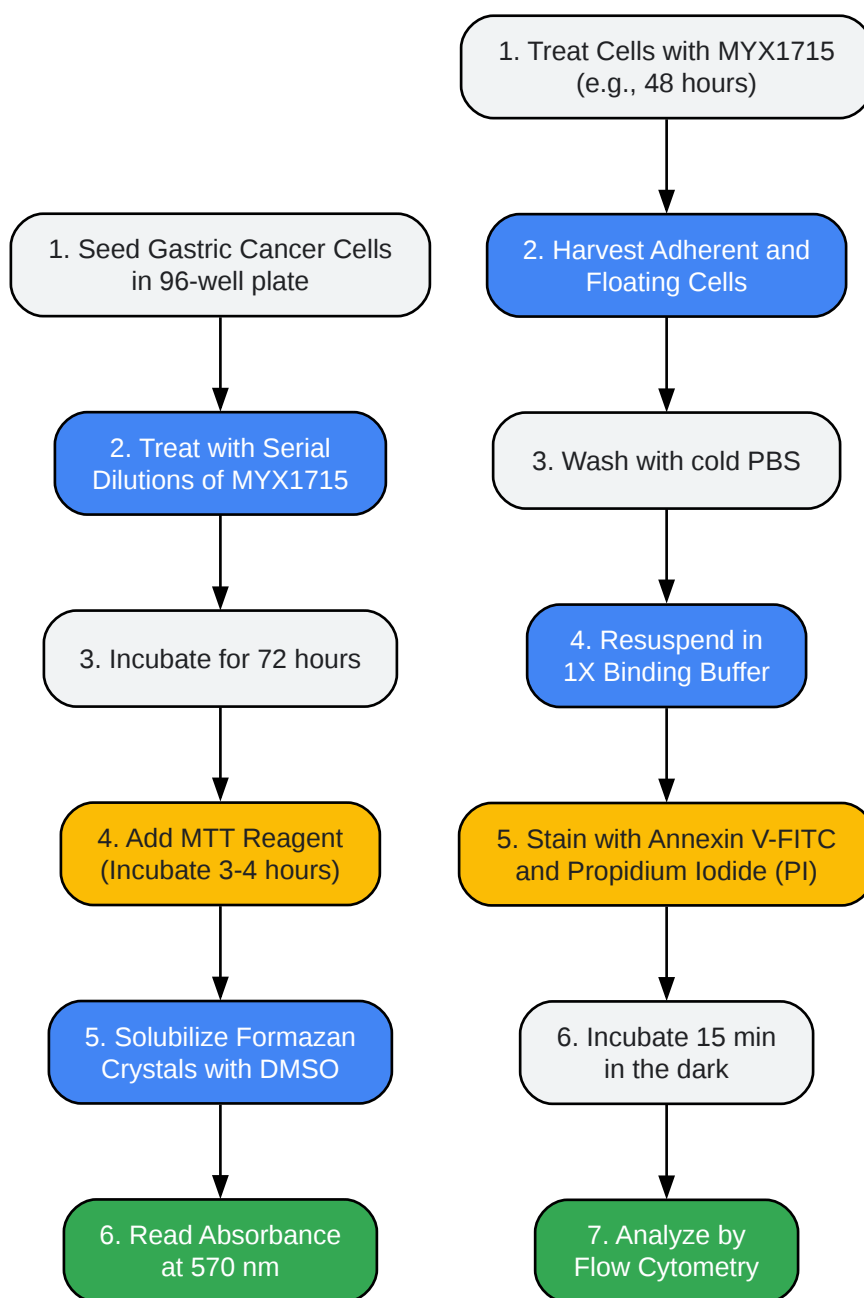 1. Seed Gastric Cancer Cells
in 96-well plate
2. Treat with Serial
Dilutions of MYX1715
3. Incubate for 72 hours
4. Add MTT Reagent
(Incubate 3-4 hours)
5. Solubilize Formazan
Crystals with DMSO
6. Read Absorbance
at 570 nm
1. Treat Cells with MYX1715
(e.g., 48 hours)
2. Harvest Adherent and
Floating Cells
3. Wash with cold PBS
4. Resuspend in
1X Binding Buffer
5. Stain with Annexin V-FITC
and Propidium Iodide (PI)
6. Incubate 15 min
in the dark
7. Analyze by
Flow Cytometry